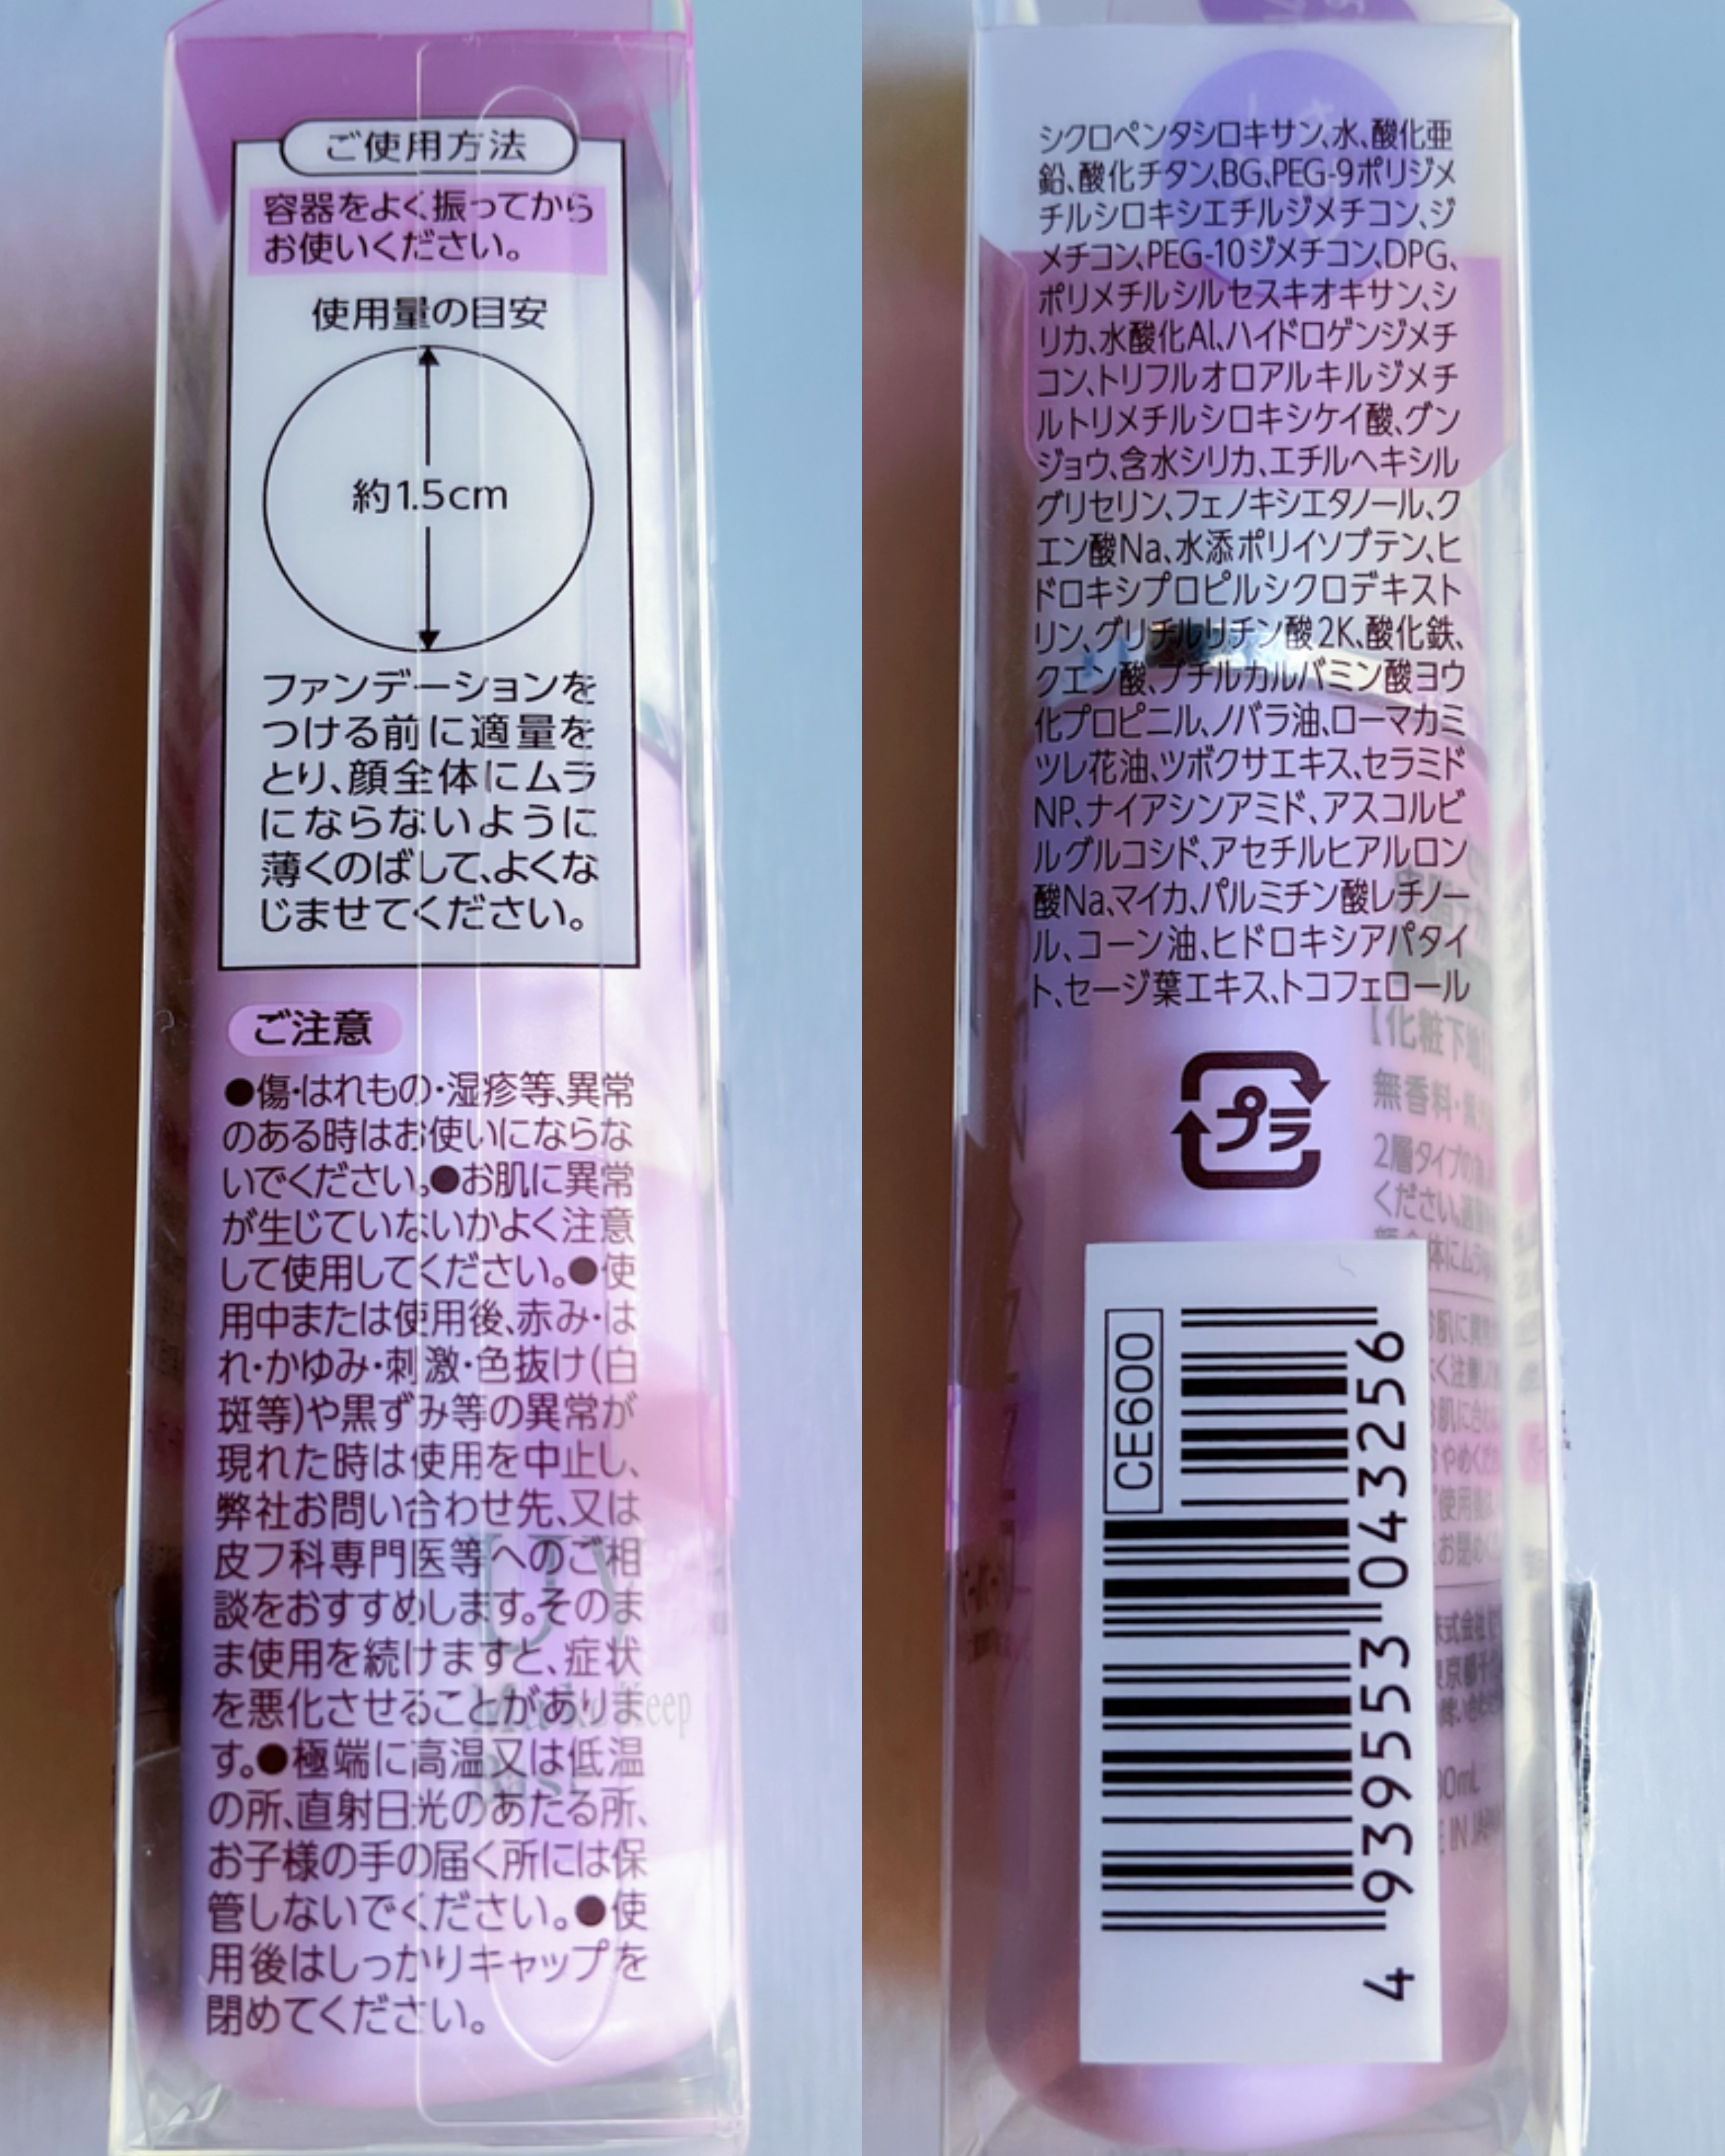 ご使用方法
容器をよく振ってから
お使いください。
使用量の目安
約1.5cm
ファンデーションを
つける前に適量を
とり、顔全体にムラ
にならないように
薄くのばして、よくな
じませてください。
ご注意
●傷・はれもの・湿疹等、異常
のある時はお使いにならな
いでください。●お肌に異常
が生じていないかよく注意
して使用してください。●使
用中または使用後、赤み・は
れ・かゆみ・刺激・色抜け(白
斑等)や黒ずみ等の異常が
現れた時は使用を中止し、
弊社お問い合わせ先、又は
皮フ科専門医等へのご相
談をおすすめします。そのま
ま使用を続けますと、症状
を悪化させることがありま
す。●極端に高温又は低温
の所、直射日光のあたる所、
お子様の手の届く所には保
管しないでください。●使
用後はしっかりキャップを
閉めてください。
UV
Make Keep
Base
シクロペンタシロキサン、水、酸化亜
鉛、酸化チタン、BG、PEG-9ポリジメ
チルシロキシエチルジメチコン、ジ
メチコン、PEG-10ジメチコン、DPG、
ポリメチルシルセスキオキサン、シ
リカ、水酸化Al、ハイドロゲンジメチ
コン、トリフルオロアルキルジメチ
ルトリメチルシロキシケイ酸、グン
ジョウ、含水シリカ、エチルヘキシル
グリセリン、フェノキシエタノール、ク
エン酸Na、水添ポリイソブテン、ヒ
ドロキシプロピルシクロデキスト
リン、グリチルリチン酸2K、酸化鉄、
クエン酸、ブチルカルバミン酸ヨウ
化プロピニル、ノバラ油、ローマカミ
ツレ花油、ツボクサエキス、セラミド
NP、ナイアシンアミド、アスコルビ
ルグルコシド、アセチルヒアルロン
酸Na、マイカ、パルミチン酸レチノー
ル、コーン油、ヒドロキシアパタイ
ト、セージ葉エキス、トコフェロール
【化粧下地】
無香料・
2層タイプの
ください。
プラ
CE600
4 939553 043256